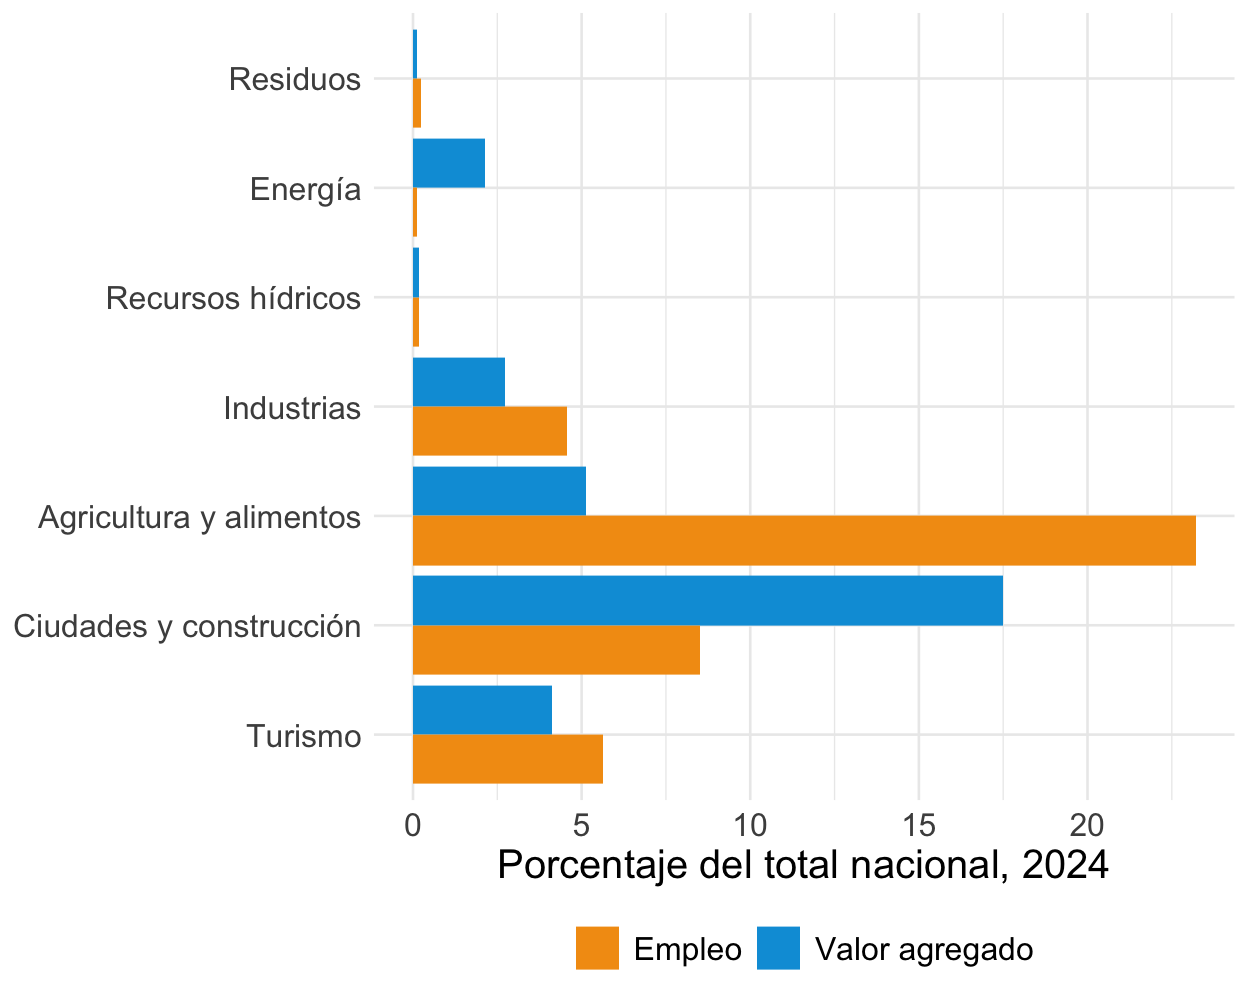 Residuos
Energía
Recursos hídricos
Industrias
Agricultura y alimentos
Ciudades y construcción
Turismo
0 5 10 15 20
Porcentaje del total nacional, 2024
Empleo Valor agregado